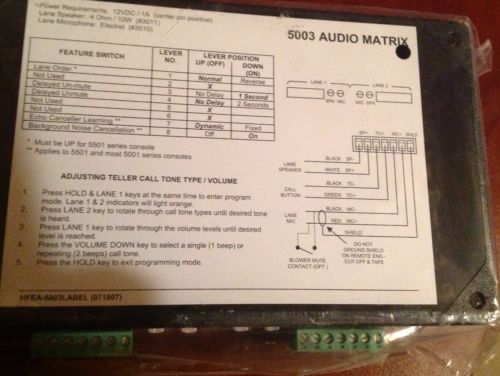 Power Requirements: 12VDC / 1A (center pin positive)
Lane Speaker: 4 Ohm / 10W (#3011)
Lane Microphone: Electret (#3010)
5003 AUDIO MATRIX
FEATURE SWITCH LEVER NO. LEVER POSITION UP (OFF) DOWN (ON)
Lane Order * 1 Normal Reverse
Not Used 2 X
Delayed Un-mute 3 No Delay 1 Second
Delayed Unmute 4 No Delay 2 Seconds
Not Used 5 X
Not Used 6 X
Echo Canceller Learning ** 7 Dynamic Fixed
Background Noise Cancellation ** 8 Off On
* Must be UP for 5501 series console
** Applies to 5501 and most 5001 series consoles
ADJUSTING TELLER CALL TONE TYPE / VOLUME
1. Press HOLD & LANE 1 keys at the same time to enter program
mode. Lane 1 & 2 indicators will light orange.
2. Press LANE 2 key to rotate through call tone types until desired tone
is heard.
3. Press LANE 1 key to rotate through the volume levels until desired
level is reached.
4. Press the VOLUME DOWN key to select a single (1 beep) or
repeating (2 beeps) call tone.
5. Press the HOLD key to exit programming mode.
HFEA-5003LABEL (071807)
LANE 1 LANE 2
SPK MIC MIC SPK
-SP+ -TC+ -MC+ SHLD
LANE
SPEAKER
BLACK SP-
WHITE SP+
CALL
BUTTON
BLACK TC-
GREEN TC+
LANE
MIC
BLACK MC-
RED MC+
SHIELD
BLOWER-MUTE
CONTACT (OPT.)
DO NOT
GROUND SHIELD
ON REMOTE END -
CUT OFF & TAPE